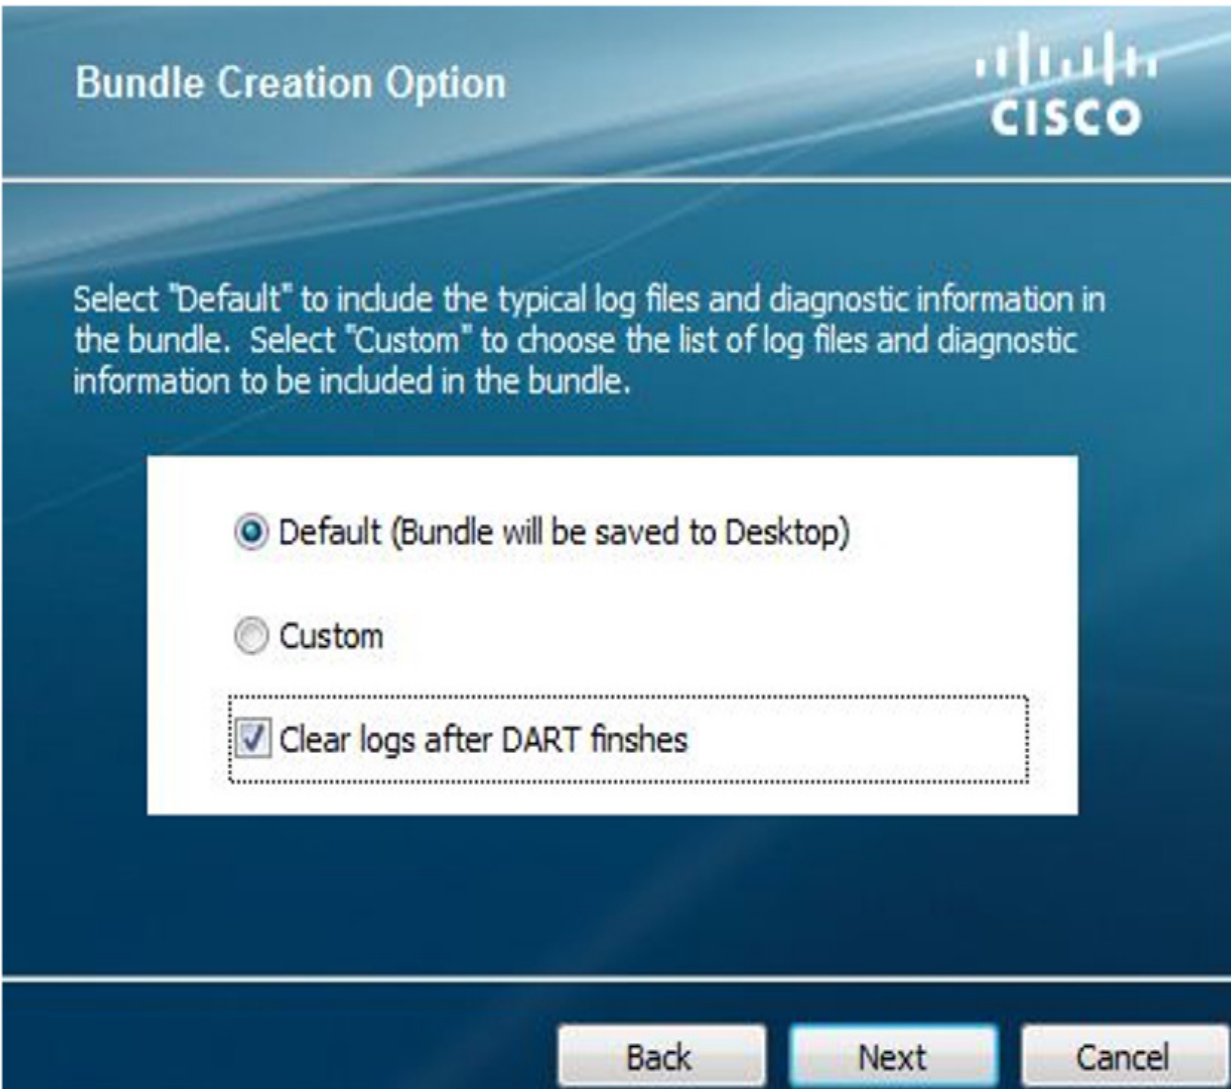 Bundle Creation Option
CISCO
Select "Default" to include the typical log files and diagnostic information in
the bundle.  Select "Custom" to choose the list of log files and diagnostic
information to be included in the bundle.
Default (Bundle will be saved to Desktop)
Custom
Clear logs after DART finshes
Back
Next
Cancel